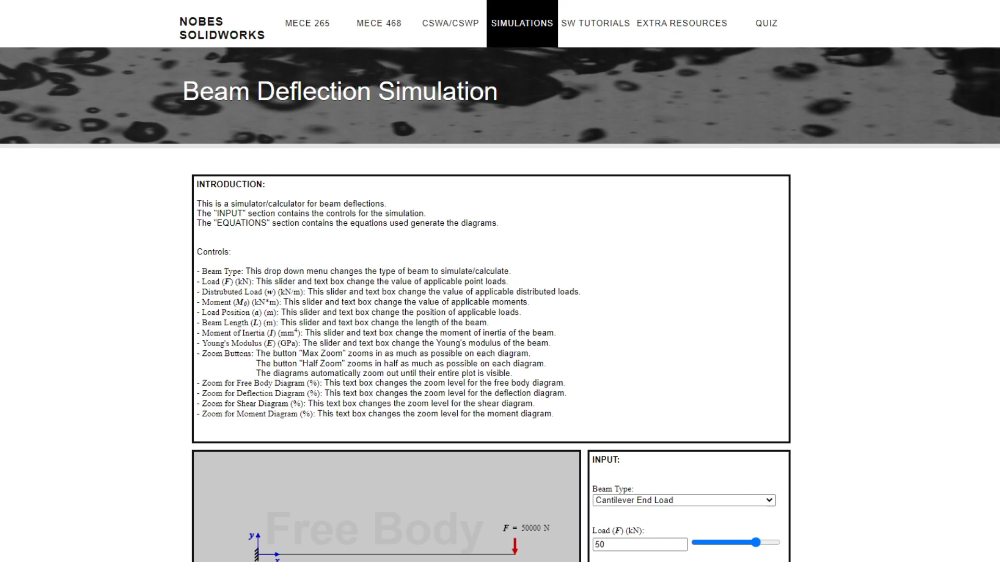 NOBES
SOLIDWORKS
MECE 265
MECE 468
CSWA/CSWP
SIMULATIONS
SW TUTORIALS
EXTRA RESOURCES
QUIZ
Beam Deflection Simulation
INTRODUCTION:
This is a simulator/calculator for beam deflections.
The "INPUT" section contains the controls for the simulation.
The "EQUATIONS" section contains the equations used generate the diagrams.
Controls:
- Beam Type: This drop down menu changes the type of beam to simulate/calculate.
- Load (F) (kN): This slider and text box change the value of applicable point loads.
- Distrubuted Load (w) (kN/m): This slider and text box change the value of applicable distributed loads.
- Moment (M₀) (kN*m): This slider and text box change the value of applicable moments.
- Load Position (a) (m): This slider and text box change the position of applicable loads.
- Beam Length (L) (m): This slider and text box change the length of the beam.
- Moment of Inertia (I) (mm⁴): This slider and text box change the moment of inertia of the beam.
- Young's Modulus (E) (GPa): The slider and text box change the Young's modulus of the beam.
- Zoom Buttons: The button "Max Zoom" zooms in as much as possible on each diagram.
The button "Half Zoom" zooms in half as much as possible on each diagram.
The diagrams automatically zoom out until their entire plot is visible.
- Zoom for Free Body Diagram (%): This text box changes the zoom level for the free body diagram.
- Zoom for Deflection Diagram (%): This text box changes the zoom level for the deflection diagram.
- Zoom for Shear Diagram (%): This text box changes the zoom level for the shear diagram.
- Zoom for Moment Diagram (%): This text box changes the zoom level for the moment diagram.
Free Body
F = 50000 N
y
x
INPUT:
Beam Type:
Cantilever End Load
Load (F) (kN):
50